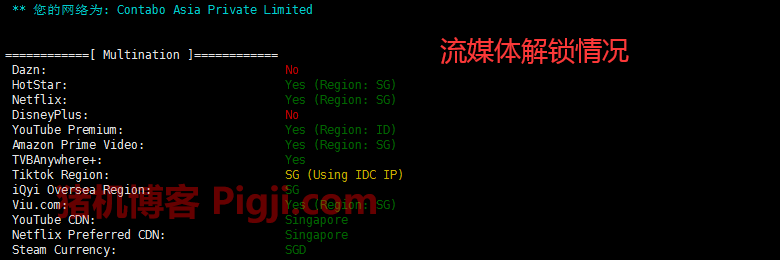 ** 您的网络为: Contabo Asia Private Limited
============[ Multination ]============
流媒体解锁情况
Dazn: No
HotStar: Yes (Region: SG)
Netflix: Yes (Region: SG)
DisneyPlus: No
YouTube Premium: Yes (Region: ID)
Amazon Prime Video: Yes (Region: SG)
TVBAnywhere+: Yes
Tiktok Region: SG (Using IDC IP)
iQyi Oversea Region: SG
猪机博客 Pigji.com
Viu.com: Yes (Region: SG)
YouTube CDN: Singapore
Netflix Preferred CDN: Singapore
Steam Currency: SGD